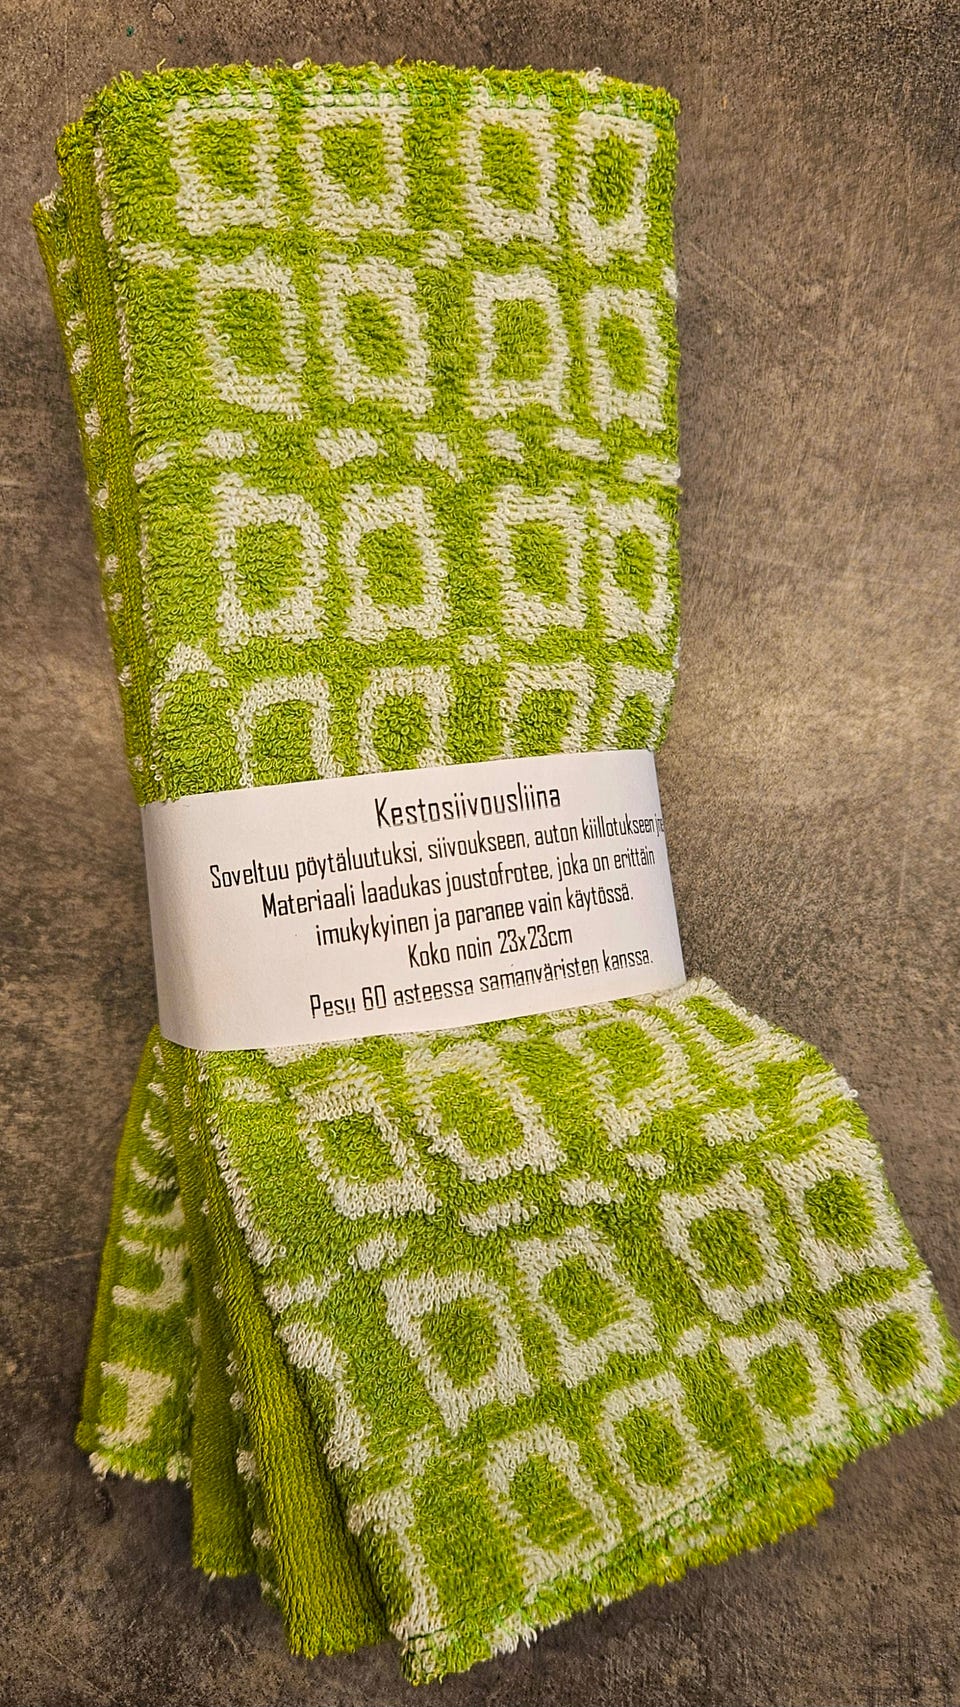 Kestosiivousliina
Soveltuu pöytäluutuksi, siivoukseen, auton kiillotukseen jne
Materiaali laadukas joustofrotee, joka on erittäin
imukykyinen ja paranee vain käytössä.
Koko noin 23x23cm
Pesu 60 asteessa samanväristen kanssa.